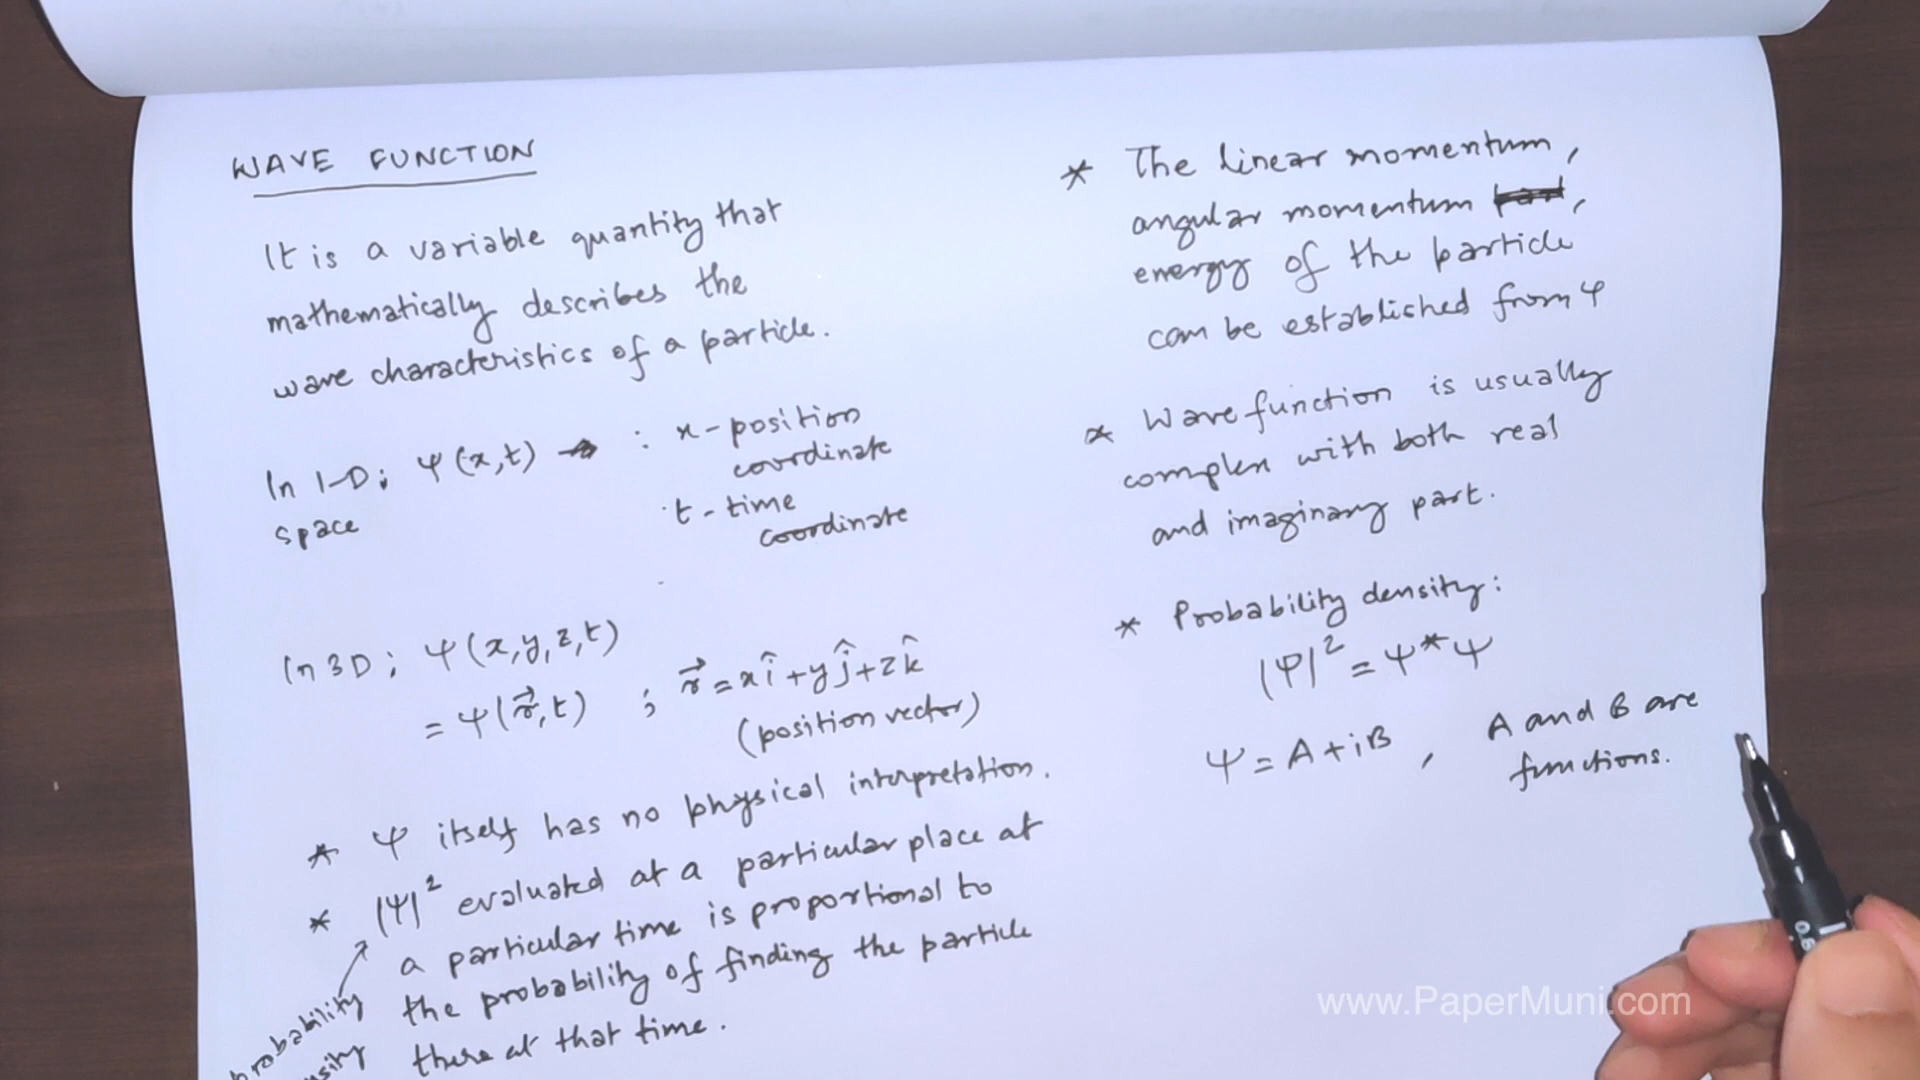 WAVE FUNCTION
It is a variable quantity that
mathematically describes the
wave characteristics of a particle.
In 1-D; Ψ(x,t) → : x - position
coordinate
space
t - time
coordinate
In 3D; Ψ(x,y,z,t)
= Ψ(r⃗,t) ; r⃗ = xî + yĵ + zk̂
(position vector)
* Ψ itself has no physical interpretation.
* |Ψ|² evaluated at a particular place at
a particular time is proportional to
the probability of finding the particle
there at that time.
probability
* The linear momentum,
angular momentum ,
energy of the particle
can be established from Ψ
* Wave function is usually
complex with both real
and imaginary part.
* Probability density:
|Ψ|² = Ψ*Ψ
Ψ = A + iB , A and B are
functions.
0.6
www.PaperMuni.com